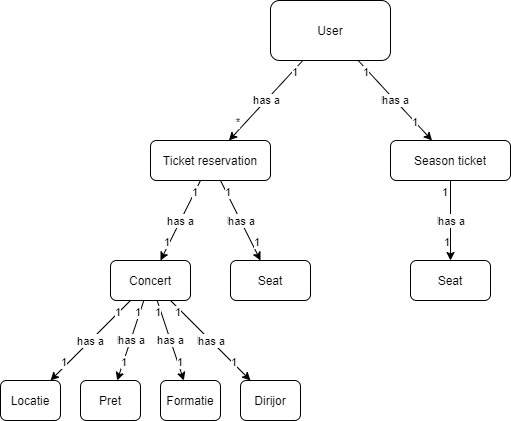 User
1 1
has a has a
* 1
Ticket reservation Season ticket
1 1 1
has a has a has a
1 1 1
Concert Seat Seat
1 1 1 1
has a has a has a has a
1 1 1 1
Locatie Pret Formatie Dirijor